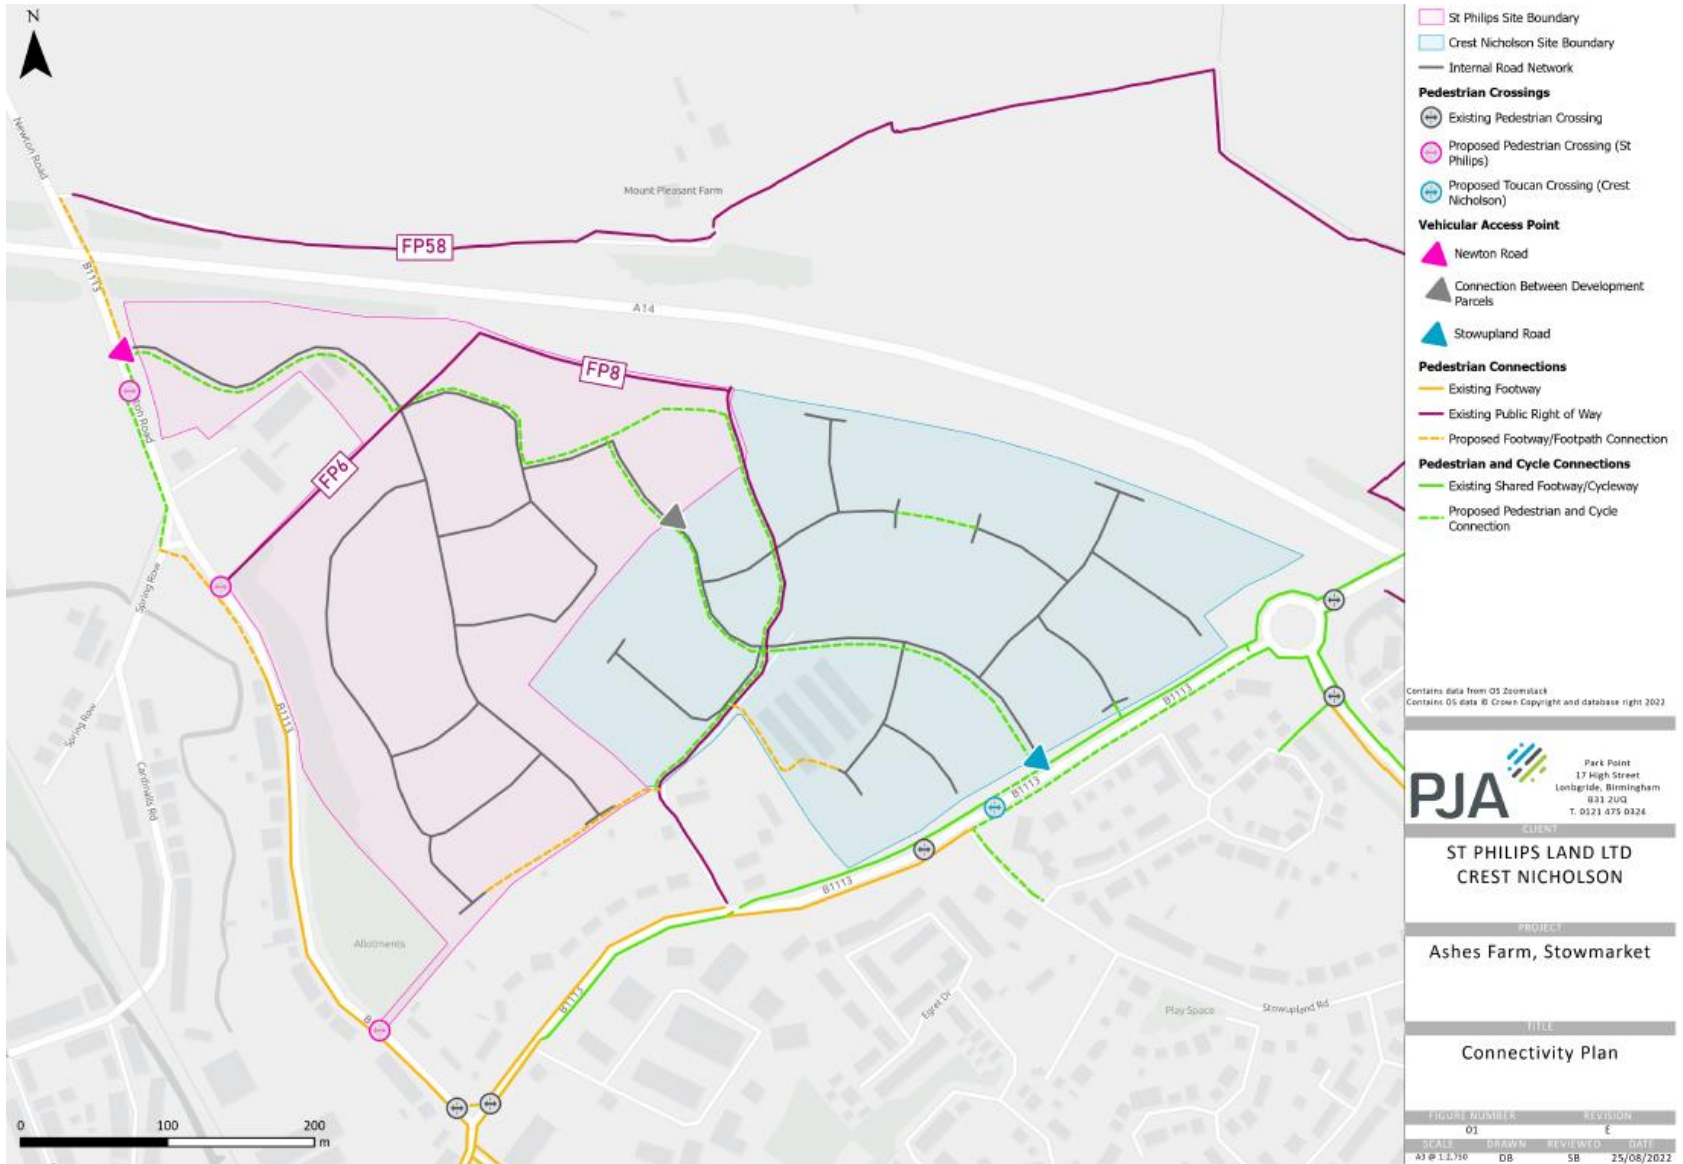 N
Newton Road
B1113
Mount Pleasant Farm
FP58
A14
FP8
FP6
Spring Row
Spring Row
Cardinalls Rd
B1113
Allotments
B1113
B1113
B1113
B1113
Egret Dr
Play Space
Stowupland Rd
0 100 200
m
St Philips Site Boundary
Crest Nicholson Site Boundary
Internal Road Network
Pedestrian Crossings
Existing Pedestrian Crossing
Proposed Pedestrian Crossing (St
Philips)
Proposed Toucan Crossing (Crest
Nicholson)
Vehicular Access Point
Newton Road
Connection Between Development
Parcels
Stowupland Road
Pedestrian Connections
Existing Footway
Existing Public Right of Way
Proposed Footway/Footpath Connection
Pedestrian and Cycle Connections
Existing Shared Footway/Cycleway
Proposed Pedestrian and Cycle
Connection
Contains data from OS Zoomstack
Contains OS data © Crown Copyright and database right 2022
PJA
Park Point
17 High Street
Longbridge, Birmingham
B31 2UQ
T. 0121 475 0324
CLIENT
ST PHILIPS LAND LTD
CREST NICHOLSON
PROJECT
Ashes Farm, Stowmarket
TITLE
Connectivity Plan
FIGURE NUMBER REVISION
01 E
SCALE DRAWN REVIEWED DATE
A3 @ 1:2,750 DB SB 25/08/2022